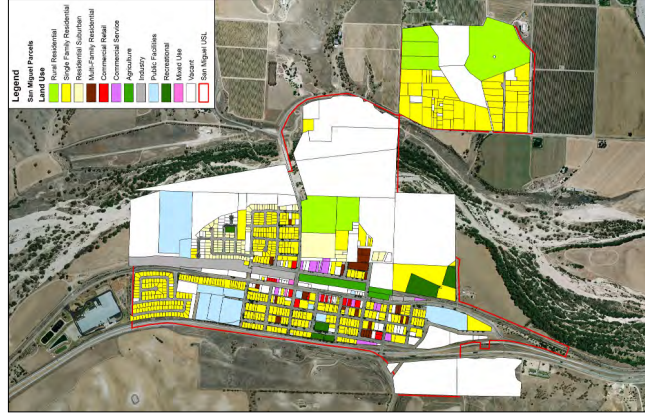 Legend
San Miguel Parcels
Land Use
Rural Residential
Single Family Residential
Residential Suburban
Multi-Family Residential
Commercial Retail
Commercial Service
Agriculture
Industry
Public Facilities
Recreational
Mixed Use
Vacant
San Miguel USL